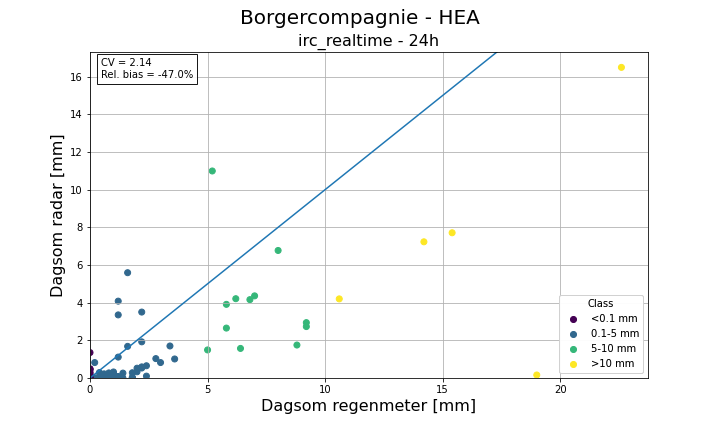 Borgercompagnie - HEA
irc_realtime - 24h
CV = 2.14
Rel. bias = -47.0%
Dagsom radar [mm]
16
14
12
10
8
6
4
2
0
0
5
10
15
20
Dagsom regenmeter [mm]
Class
<0.1 mm
0.1-5 mm
5-10 mm
>10 mm